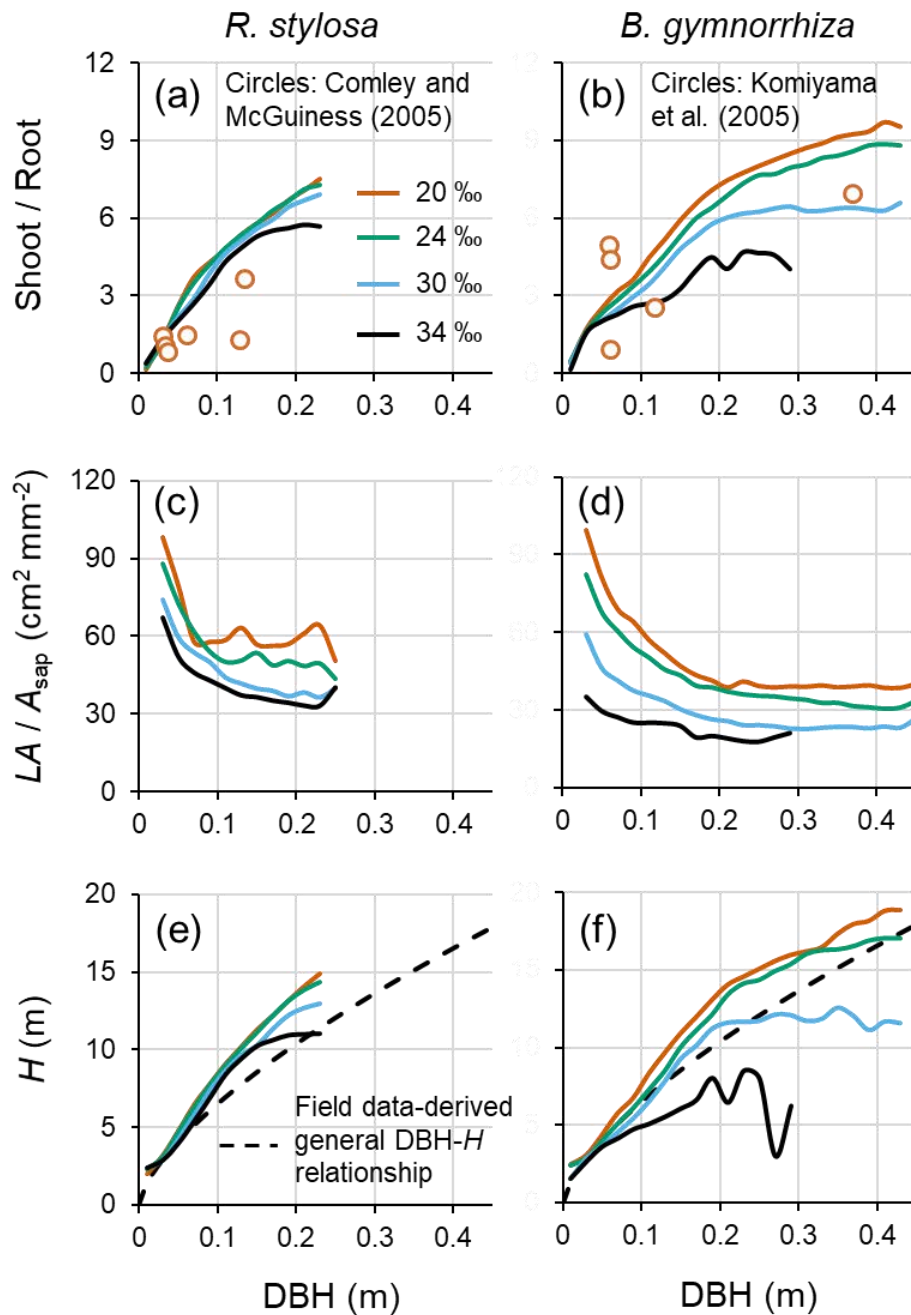 R. stylosa
B. gymnorrhiza
Shoot / Root
12
9
6
3
0
(a)
Circles: Comley and
McGuiness (2005)
20 ‰
24 ‰
30 ‰
34 ‰
0 0.1 0.2 0.3 0.4
12
(b)
Circles: Komiyama
et al. (2005)
0 0.1 0.2 0.3 0.4
LA / Asap (cm² mm⁻²)
120
90
60
30
0
(c)
0 0.1 0.2 0.3 0.4
120
(d)
0 0.1 0.2 0.3 0.4
H (m)
20
15
10
5
0
(e)
Field data-derived
general DBH-H
relationship
0 0.1 0.2 0.3 0.4
DBH (m)
(f)
0 0.1 0.2 0.3 0.4
DBH (m)